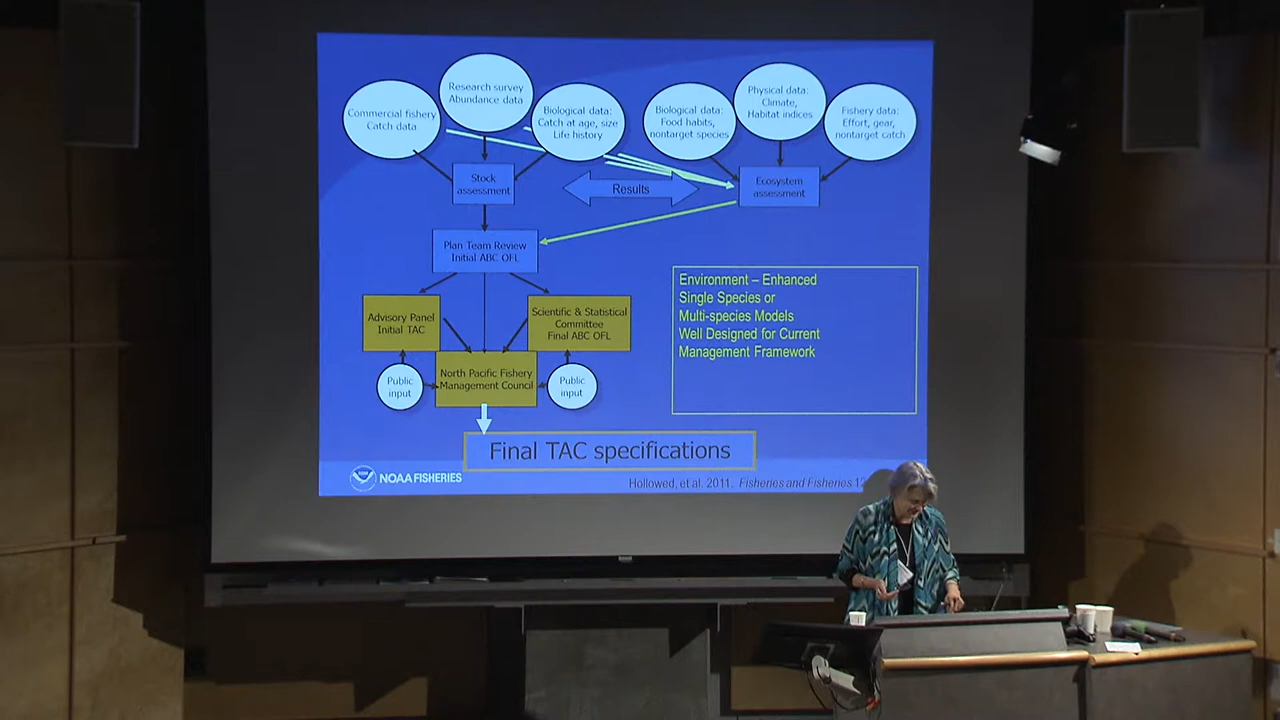 Research survey
Abundance data
Commercial fishery
Catch data
Biological data:
Catch at age, size
Life history
Biological data:
Food habits,
nontarget species
Physical data:
Climate,
Habitat indices
Fishery data:
Effort, gear,
nontarget catch
Stock
assessment
Results
Ecosystem
assessment
Plan Team Review
Initial ABC OFL
Advisory Panel
Initial TAC
Scientific & Statistical
Committee
Final ABC OFL
Public
input
North Pacific Fishery
Management Council
Public
input
Environment – Enhanced
Single Species or
Multi-species Models
Well Designed for Current
Management Framework
Final TAC specifications
NOAA FISHERIES
Hollowed, et al. 2011. Fisheries and Fisheries